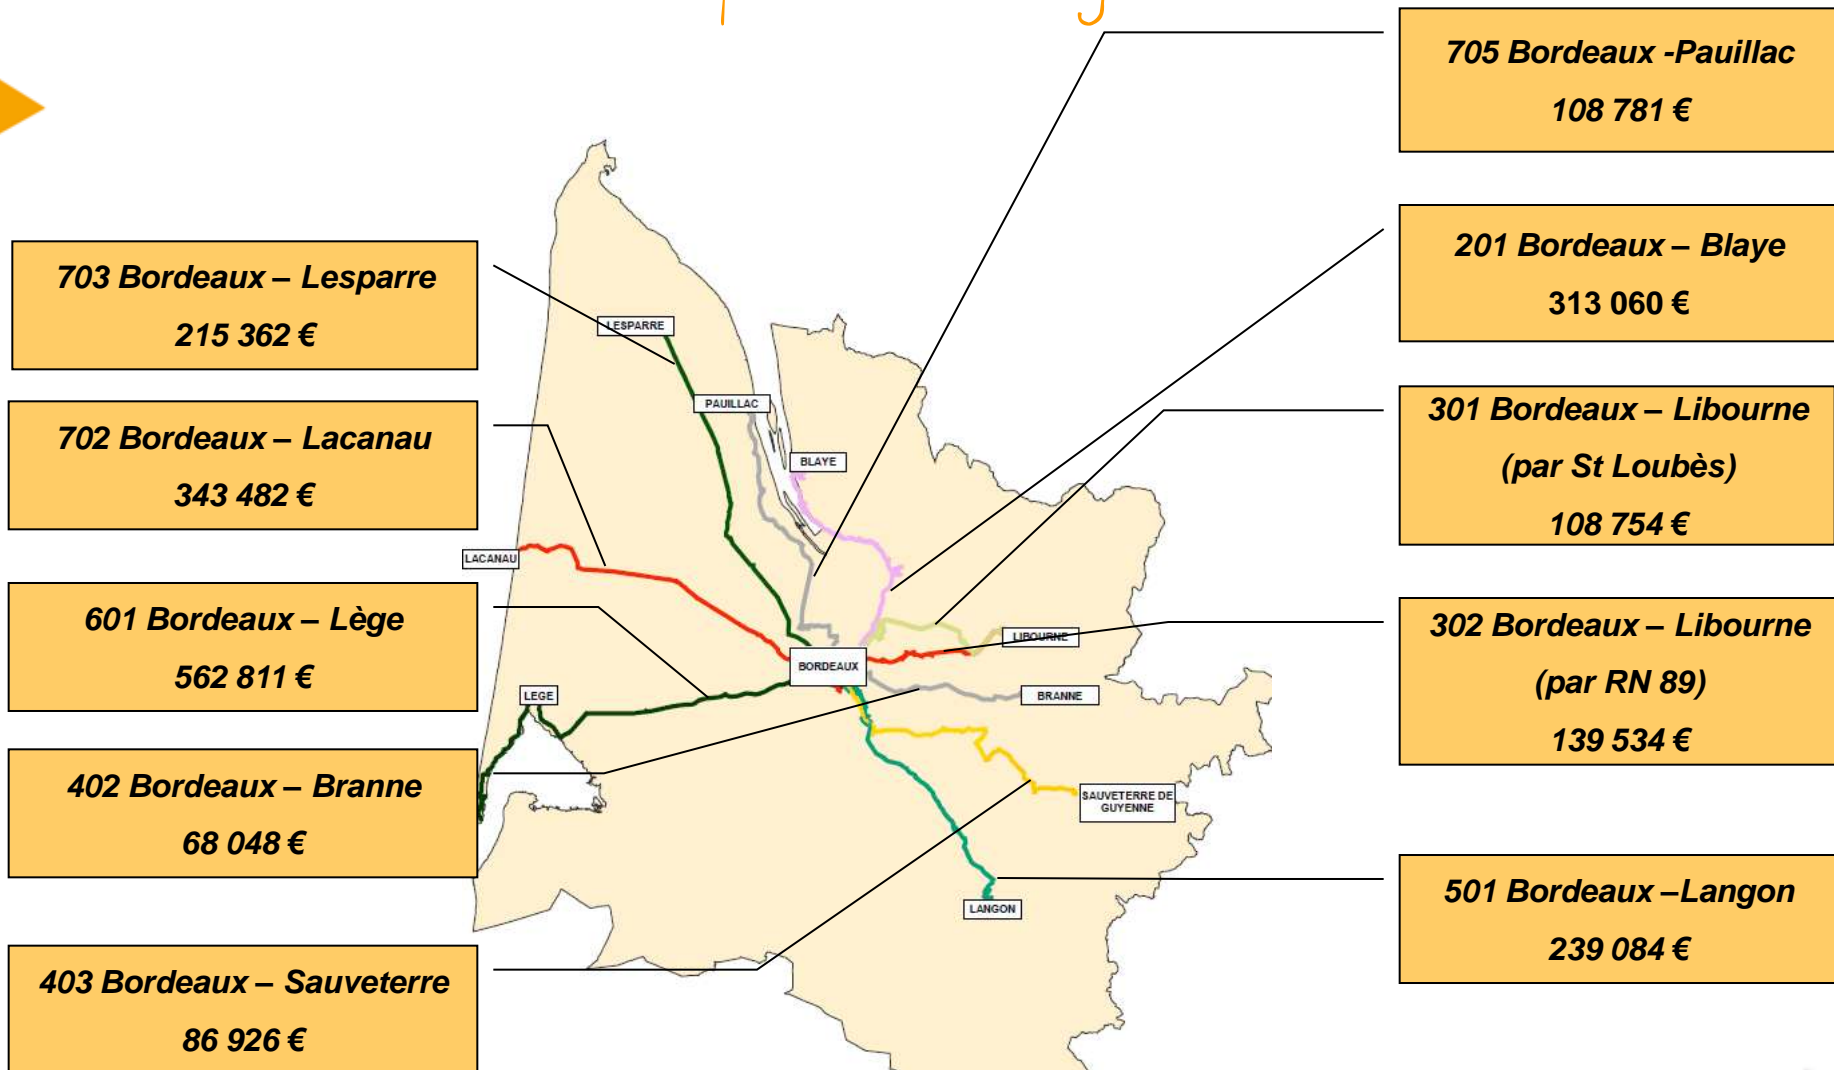 705 Bordeaux -Pauillac
108 781 €
703 Bordeaux – Lesparre
215 362 €
201 Bordeaux – Blaye
313 060 €
702 Bordeaux – Lacanau
343 482 €
301 Bordeaux – Libourne
(par St Loubès)
108 754 €
601 Bordeaux – Lège
562 811 €
302 Bordeaux – Libourne
(par RN 89)
139 534 €
402 Bordeaux – Branne
68 048 €
501 Bordeaux –Langon
239 084 €
403 Bordeaux – Sauveterre
86 926 €
LESPARRE
PAUILLAC
BLAYE
LACANAU
LIBOURNE
BORDEAUX
LEGE
BRANNE
SAUVETERRE DE
GUYENNE
LANGON